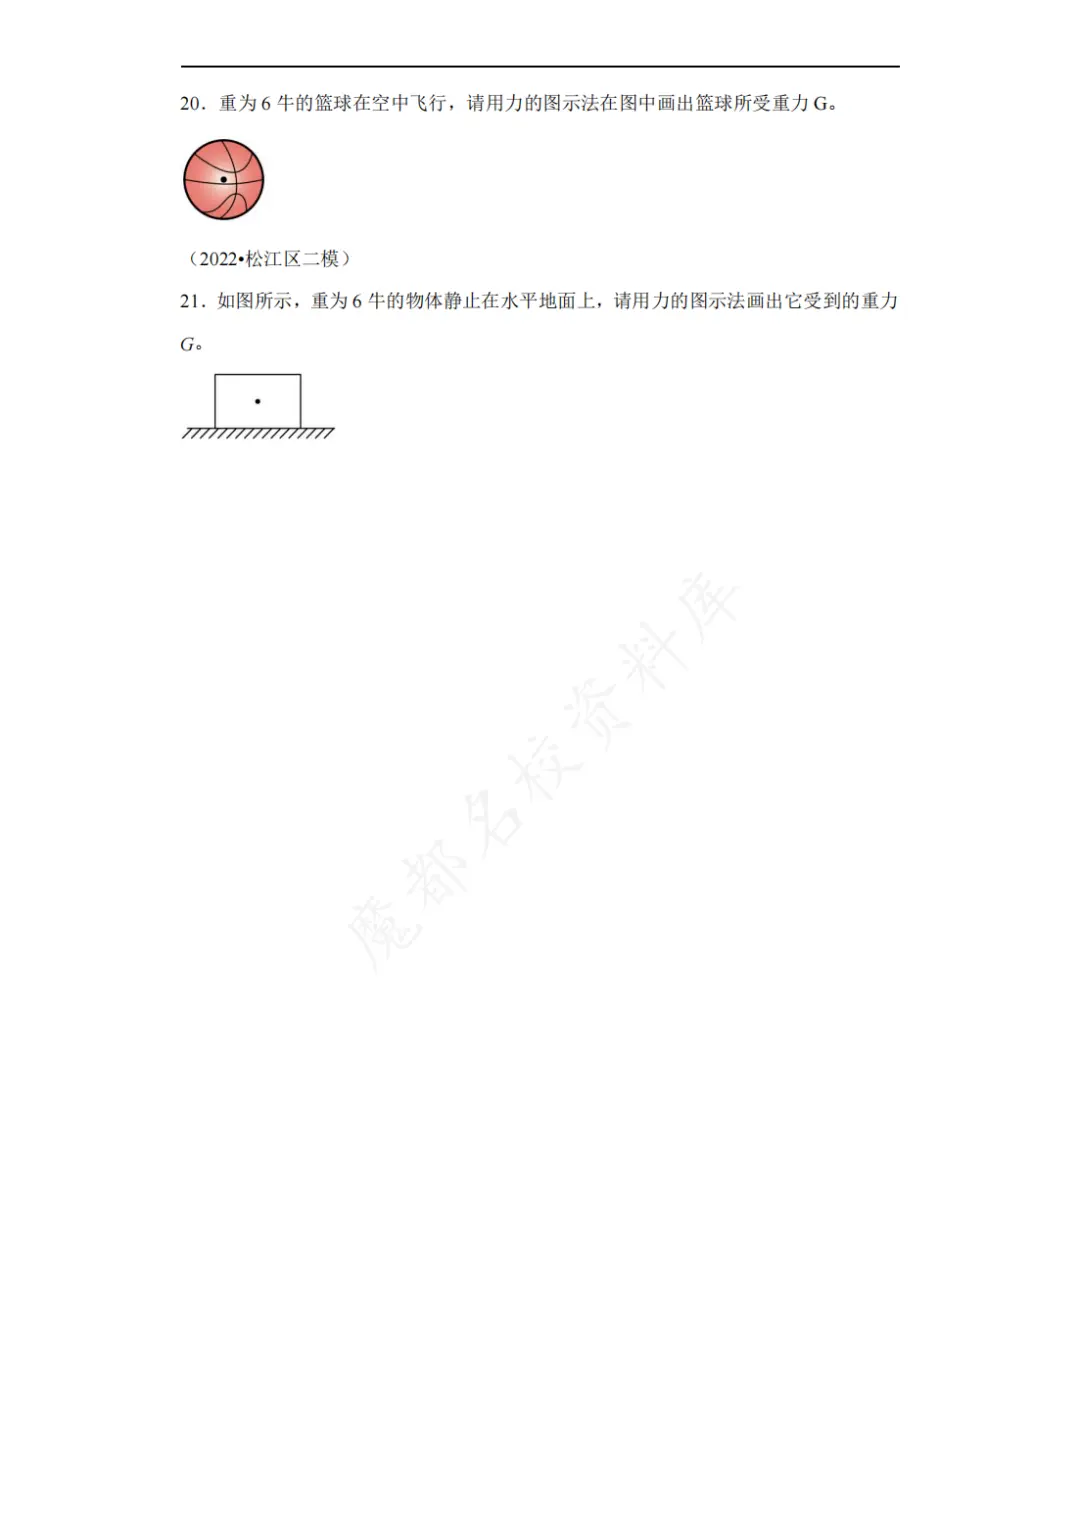 20．重为 6 牛的篮球在空中飞行，请用力的图示法在图中画出篮球所受重力 G。
（2022•松江区二模）
21．如图所示，重为 6 牛的物体静止在水平地面上，请用力的图示法画出它受到的重力
G。
魔都名校资料库